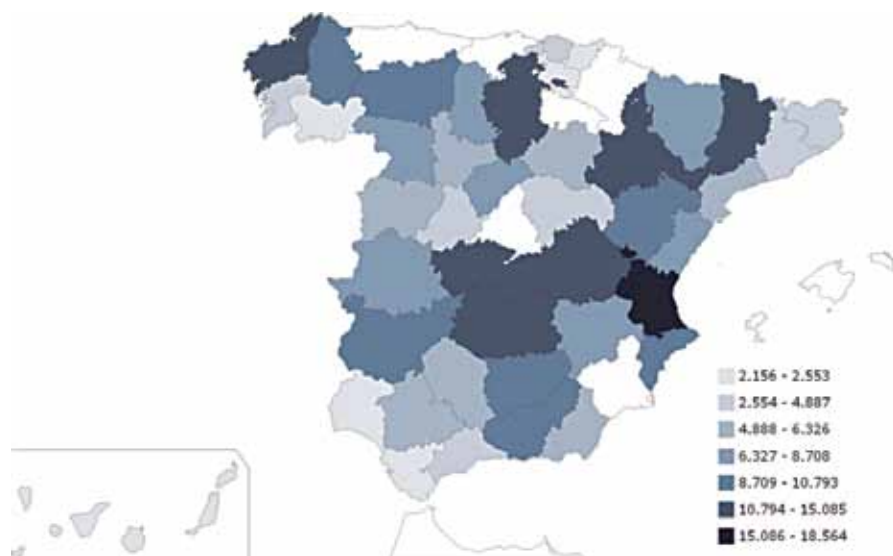 2.156 - 2.553
2.554 - 4.887
4.888 - 6.326
6.327 - 8.708
8.709 - 10.793
10.794 - 15.085
15.086 - 18.564